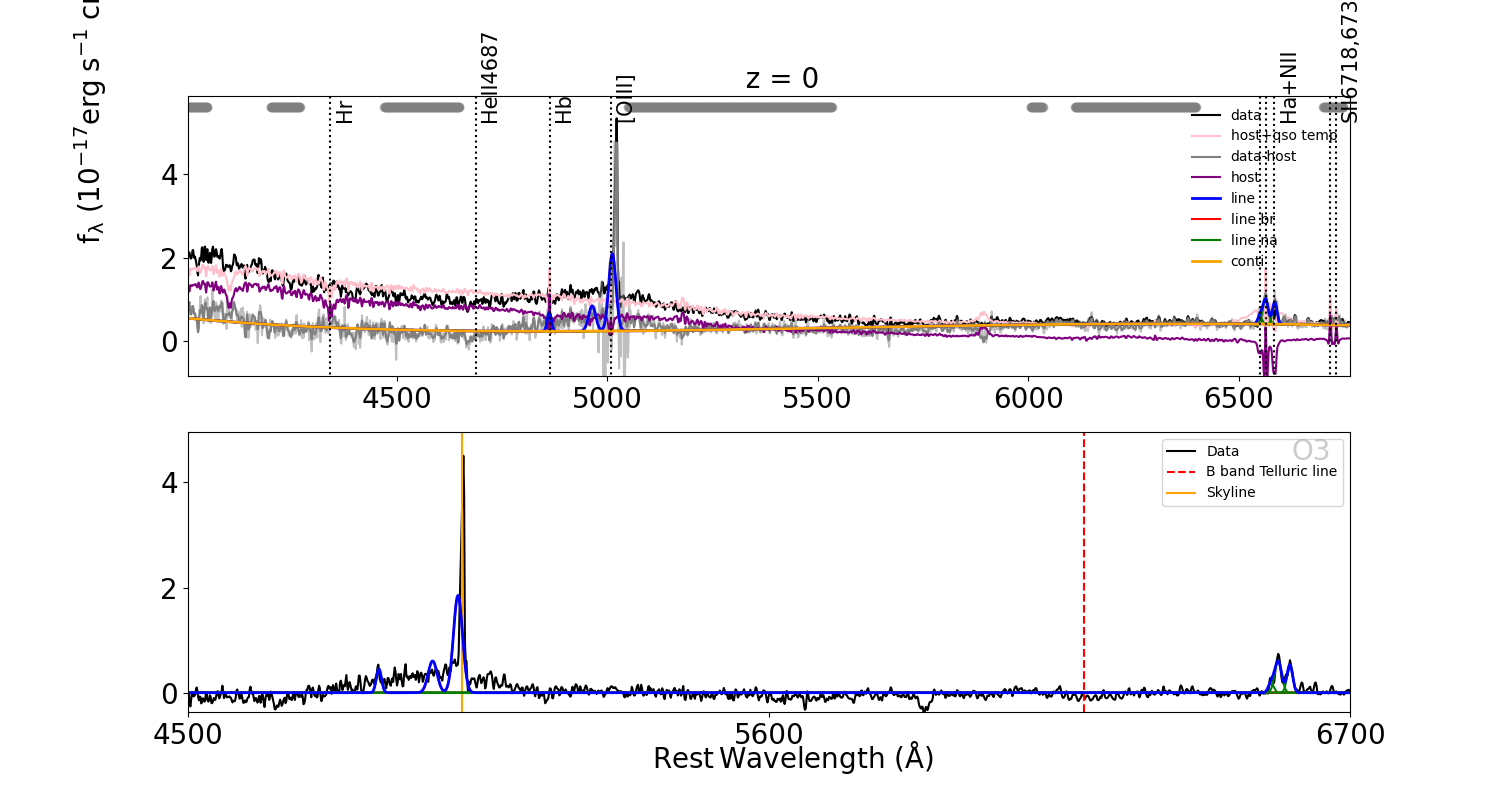 f_λ (10^−17 erg s^−1 c
z = 0
Hr
HeII4687
Hb
[OIII]
Ha+NII
SII6718,673
data
host+qso temp
data-host
host
line
line br
line na
conti
4
2
0
4500
5000
5500
6000
6500
O3
Data
B band Telluric line
Skyline
4
2
0
4500
5600
6700
Rest Wavelength (Å)